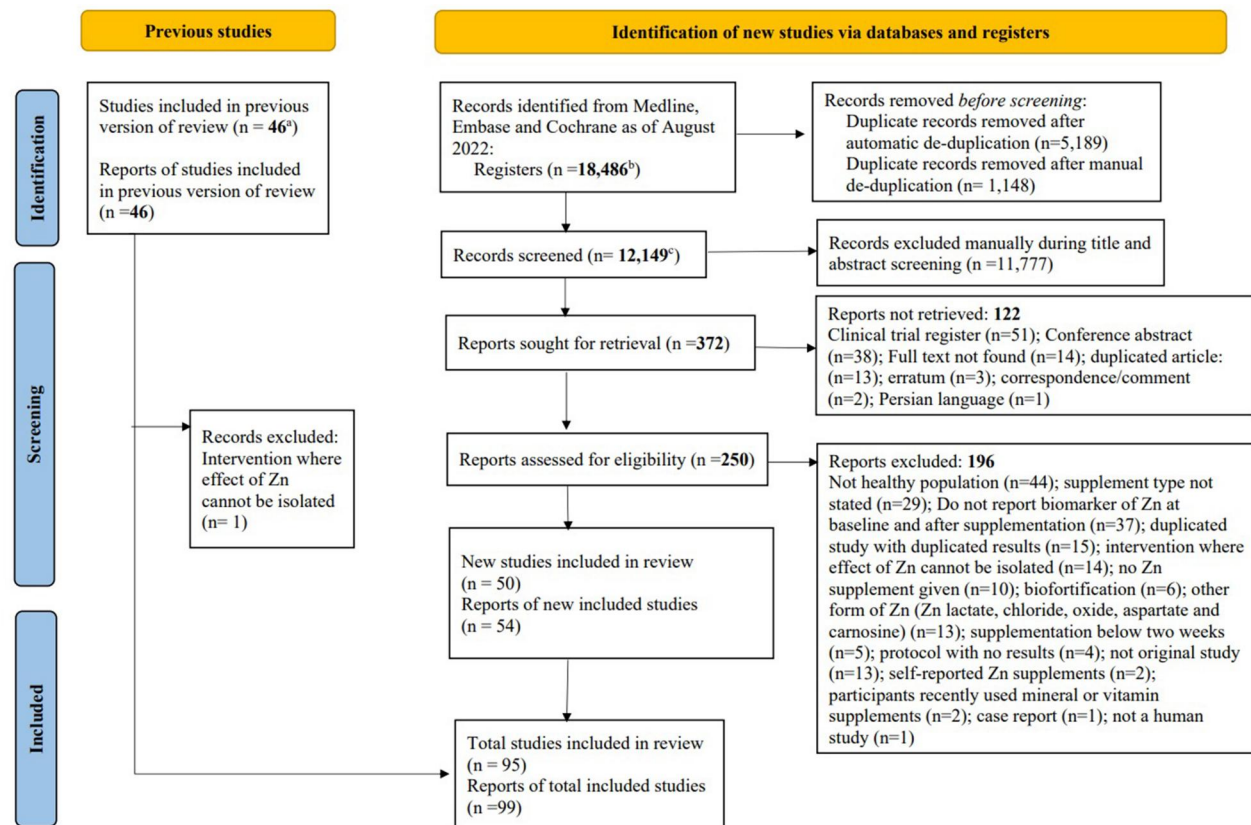 Previous studies
Identification of new studies via databases and registers
Identification
Studies included in previous
version of review (n = 46ᵃ)
Reports of studies included
in previous version of review
(n =46)
Records identified from Medline,
Embase and Cochrane as of August
2022:
Registers (n =18,486ᵇ)
Records removed before screening:
Duplicate records removed after
automatic de-duplication (n=5,189)
Duplicate records removed after manual
de-duplication (n= 1,148)
Screening
Records screened (n= 12,149ᶜ)
Records excluded manually during title and
abstract screening (n =11,777)
Reports sought for retrieval (n =372)
Reports not retrieved: 122
Clinical trial register (n=51); Conference abstract
(n=38); Full text not found (n=14); duplicated article:
(n=13); erratum (n=3); correspondence/comment
(n=2); Persian language (n=1)
Records excluded:
Intervention where
effect of Zn
cannot be isolated
(n= 1)
Reports assessed for eligibility (n =250)
Reports excluded: 196
Not healthy population (n=44); supplement type not
stated (n=29); Do not report biomarker of Zn at
baseline and after supplementation (n=37); duplicated
study with duplicated results (n=15); intervention where
effect of Zn cannot be isolated (n=14); no Zn
supplement given (n=10); biofortification (n=6); other
form of Zn (Zn lactate, chloride, oxide, aspartate and
carnosine) (n=13); supplementation below two weeks
(n=5); protocol with no results (n=4); not original study
(n=13); self-reported Zn supplements (n=2);
participants recently used mineral or vitamin
supplements (n=2); case report (n=1); not a human
study (n=1)
New studies included in review
(n = 50)
Reports of new included studies
(n = 54)
Included
Total studies included in review
(n = 95)
Reports of total included studies
(n =99)